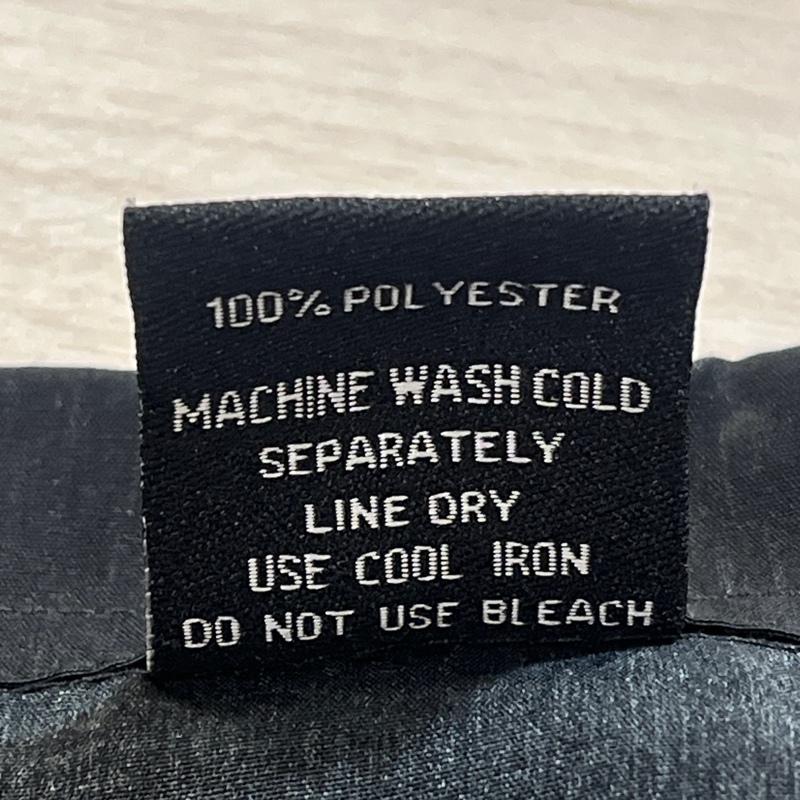 100% POLYESTER
MACHINE WASH COLD
SEPARATELY
LINE DRY
USE COOL IRON
DO NOT USE BLEACH